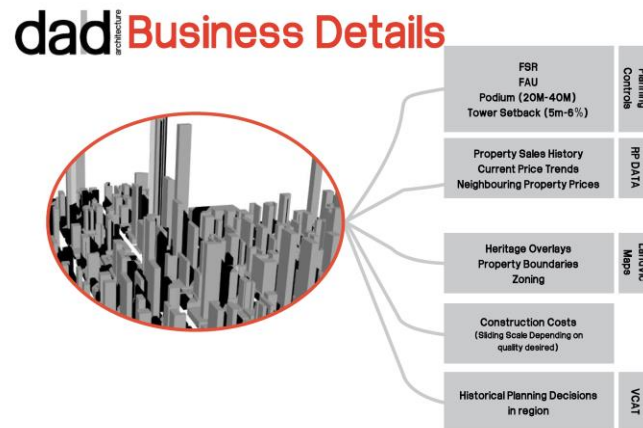 dad
architecture
Business Details
FSR
FAU
Podium (20M-40M)
Tower Setback (5m-6%)
Planning
Controls
Property Sales History
Current Price Trends
Neighbouring Property Prices
RP DATA
Heritage Overlays
Property Boundaries
Zoning
Maps
Construction Costs
(Sliding Scale Depending on
quality desired)
Historical Planning Decisions
in region
VCAT